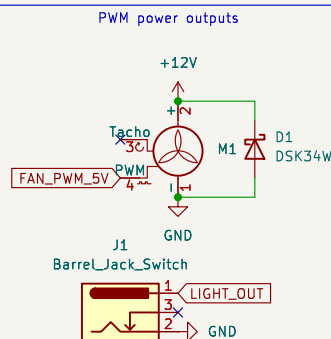 PWM power outputs
+12V
+
2
Tacho
3
M1
D1
DSK34W
PWM
FAN_PWM_5V
4
-
1
GND
J1
Barrel_Jack_Switch
1
LIGHT_OUT
3
2
GND